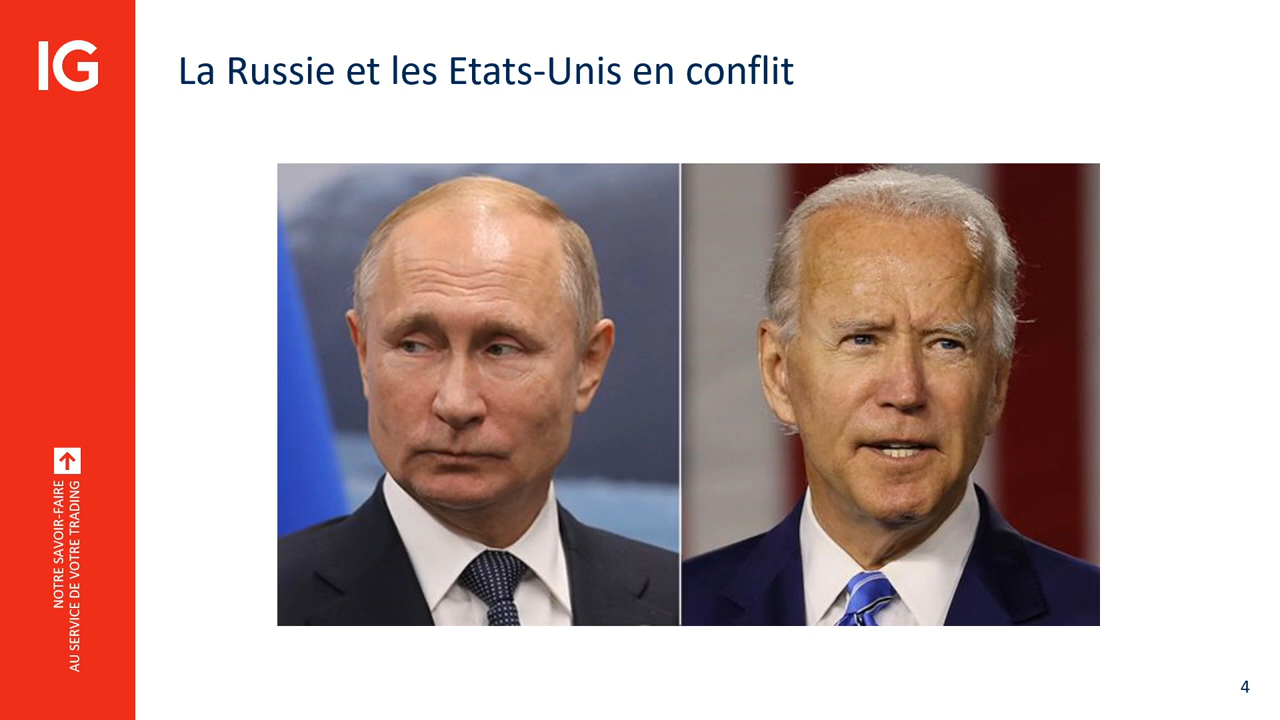 IG
La Russie et les Etats-Unis en conflit
NOTRE SAVOIR-FAIRE
AU SERVICE DE VOTRE TRADING
4